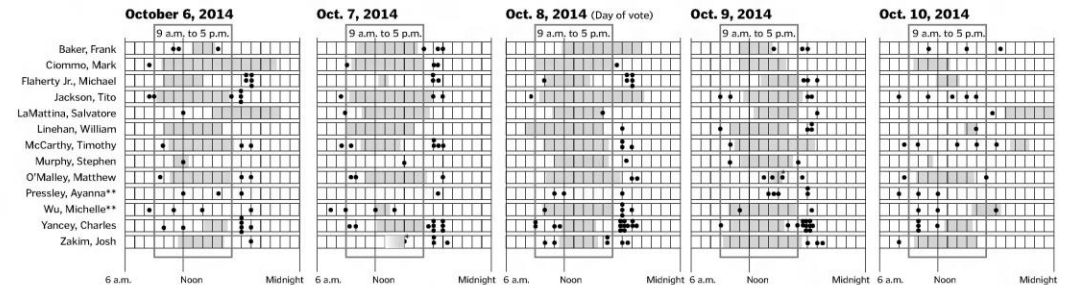 October 6, 2014 Oct. 7, 2014 Oct. 8, 2014 (Day of vote) Oct. 9, 2014 Oct. 10, 2014
9 a.m. to 5 p.m. 9 a.m. to 5 p.m. 9 a.m. to 5 p.m. 9 a.m. to 5 p.m. 9 a.m. to 5 p.m.
Baker, Frank
Ciommo, Mark
Flaherty Jr., Michael
Jackson, Tito
LaMattina, Salvatore
Linehan, William
McCarthy, Timothy
Murphy, Stephen
O'Malley, Matthew
Pressley, Ayanna**
Wu, Michelle**
Yancey, Charles
Zakim, Josh
6 a.m. Noon Midnight 6 a.m. Noon Midnight 6 a.m. Noon Midnight 6 a.m. Noon Midnight 6 a.m. Noon Midnight